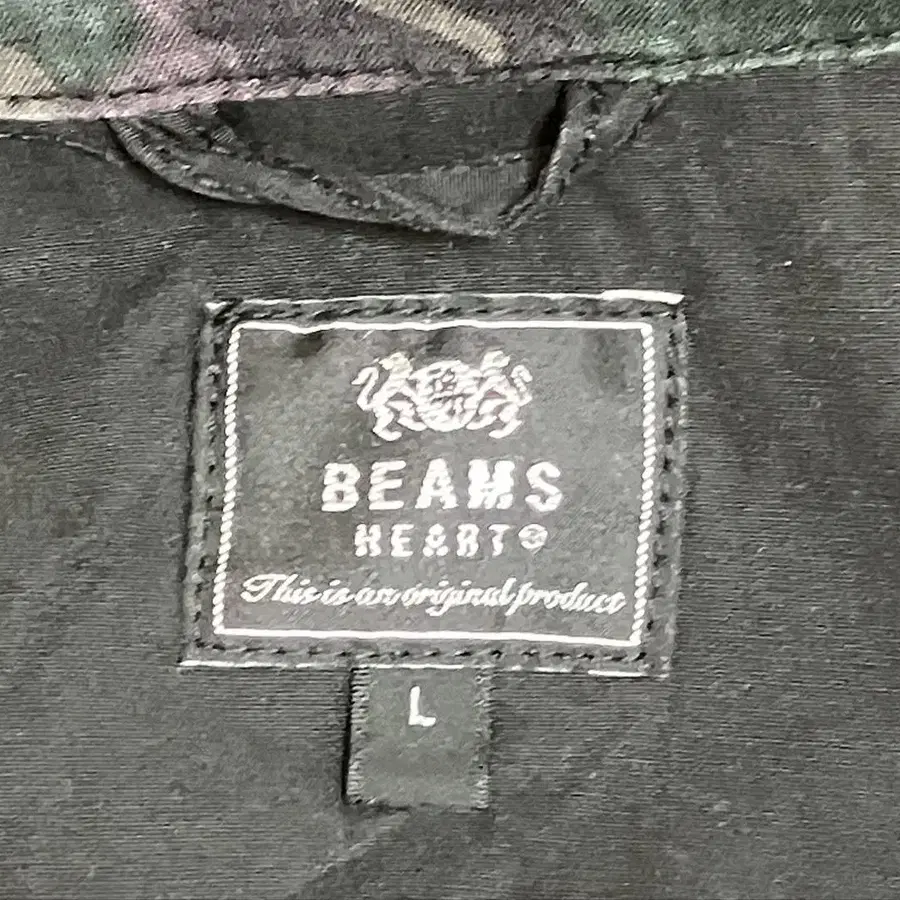 BEAMS
HEART®
This is an original product
L